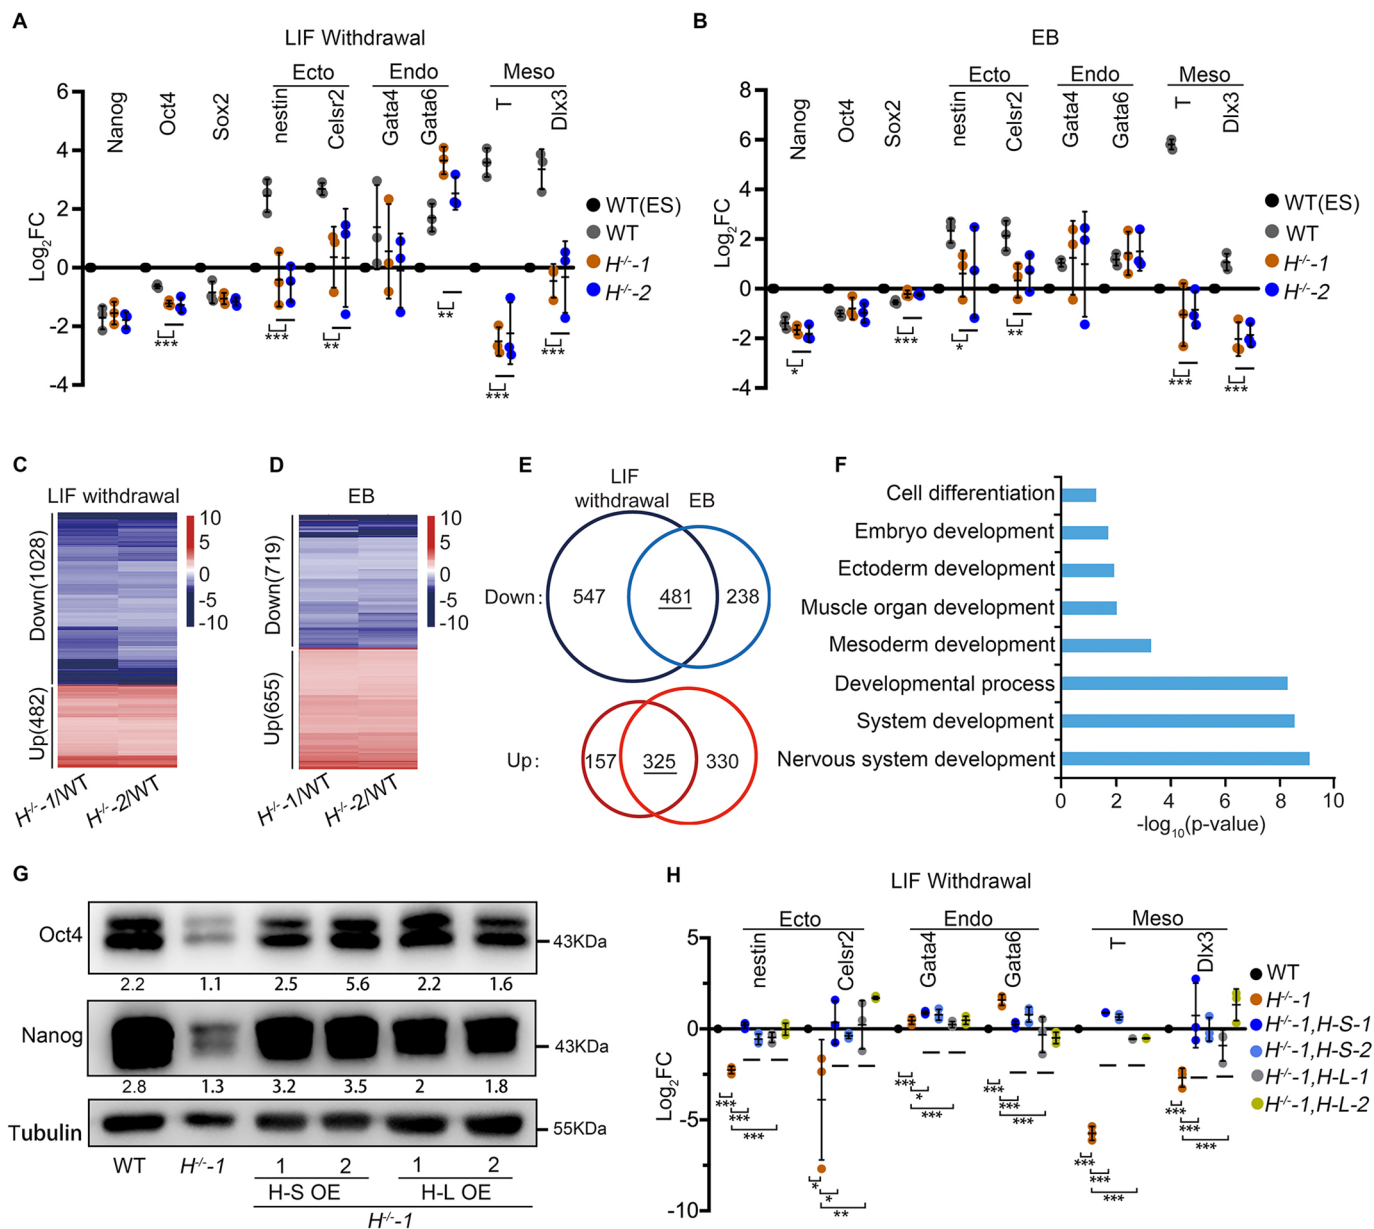 A
LIF Withdrawal
Ecto
Endo
Meso
Nanog
Oct4
Sox2
nestin
Celsr2
Gata4
Gata6
T
Dlx3
Log2FC
6
4
2
0
-2
-4
***
***
**
**
***
***
WT(ES)
WT
H-/--1
H-/--2
B
EB
Ecto
Endo
Meso
Nanog
Oct4
Sox2
nestin
Celsr2
Gata4
Gata6
T
Dlx3
Log2FC
8
6
4
2
0
-2
-4
*
***
*
**
***
***
WT(ES)
WT
H-/--1
H-/--2
C
LIF withdrawal
Down(1028)
Up(482)
10
5
0
-5
-10
H-/--1/WT
H-/--2/WT
D
EB
Down(719)
Up(655)
10
5
0
-5
-10
H-/--1/WT
H-/--2/WT
E
LIF
withdrawal
EB
Down:
547
481
238
Up:
157
325
330
F
Cell differentiation
Embryo development
Ectoderm development
Muscle organ development
Mesoderm development
Developmental process
System development
Nervous system development
0 2 4 6 8 10
-log10(p-value)
G
Oct4
43KDa
2.2 1.1 2.5 5.6 2.2 1.6
Nanog
43KDa
2.8 1.3 3.2 3.5 2 1.8
Tubulin
55KDa
WT H-/--1 1 2 1 2
H-S OE H-L OE
H-/--1
H
LIF Withdrawal
Ecto
Endo
Meso
nestin
Celsr2
Gata4
Gata6
T
Dlx3
Log2FC
5
0
-5
-10
***
***
***
*
*
**
***
*
***
***
***
***
***
***
***
***
***
***
WT
H-/--1
H-/--1,H-S-1
H-/--1,H-S-2
H-/--1,H-L-1
H-/--1,H-L-2